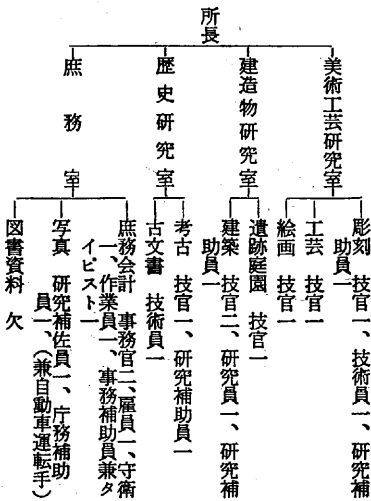 所長
美術工芸研究室
彫刻 技官一、技術員一、研究補
助員一
工芸 技官一
絵画 技官一
建造物研究室
遺跡庭園 技官一
建築 技官二、研究員一、研究補
助員一
歴史研究室
考古 技官一、研究補助員一
古文書 技術員一
庶務室
庶務会計 事務官二、雇員一、守衛
一、作業員一、事務補助員兼タ
イピスト一
写真 研究補佐員一、庁務補助
員一、(兼自動車運転手)
図書資料 欠